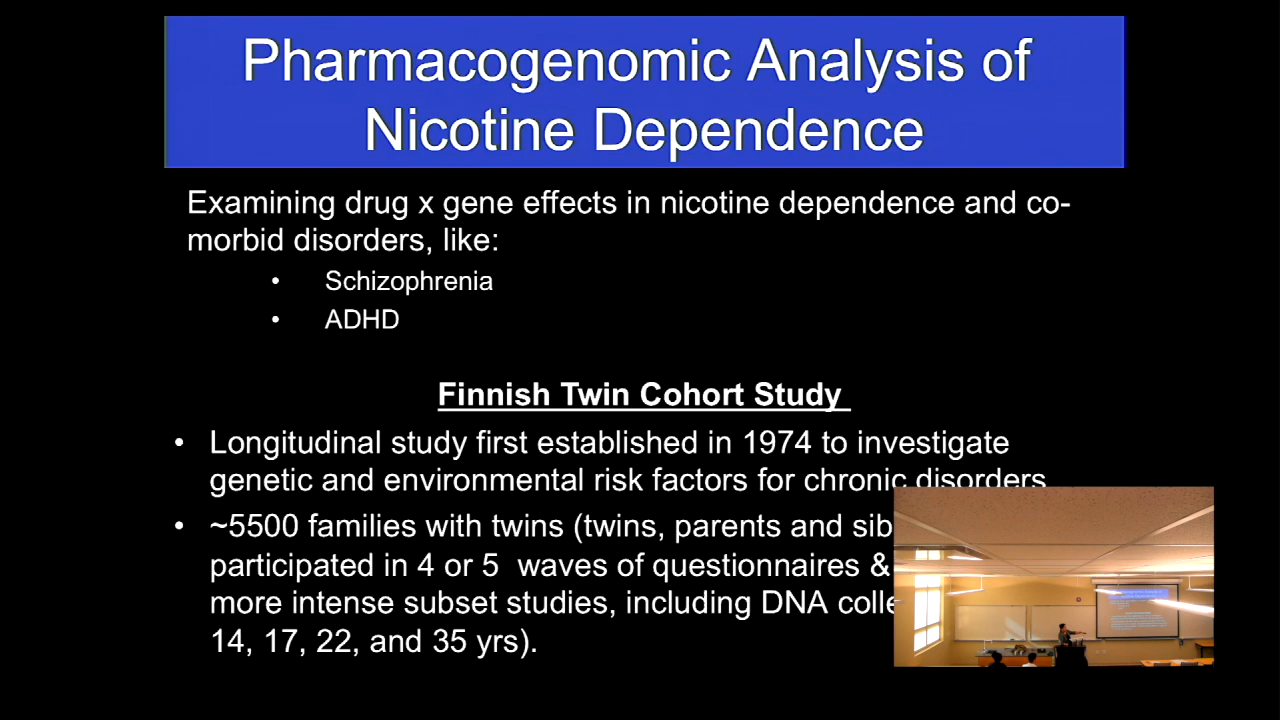 Pharmacogenomic Analysis of
Nicotine Dependence
Examining drug x gene effects in nicotine dependence and co-
morbid disorders, like:
• Schizophrenia
• ADHD
Finnish Twin Cohort Study
• Longitudinal study first established in 1974 to investigate
genetic and environmental risk factors for chronic disorders
• ~5500 families with twins (twins, parents and sib
participated in 4 or 5 waves of questionnaires &
more intense subset studies, including DNA colle
14, 17, 22, and 35 yrs).